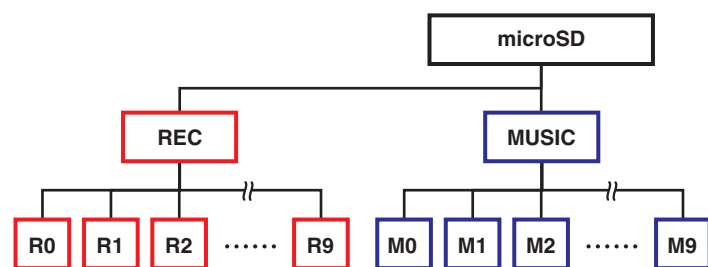 microSD
REC MUSIC
R0 R1 R2 ...... R9 M0 M1 M2 ...... M9